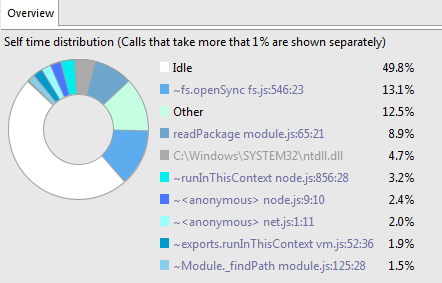 Overview
Self time distribution (Calls that take more that 1% are shown separately)
Idle 49.8%
~fs.openSync fs.js:546:23 13.1%
Other 12.5%
readPackage module.js:65:21 8.9%
C:\Windows\SYSTEM32\ntdll.dll 4.7%
~runInThisContext node.js:856:28 3.2%
~<anonymous> node.js:9:10 2.4%
~<anonymous> net.js:1:11 2.0%
~exports.runInThisContext vm.js:52:36 1.9%
~Module._findPath module.js:125:28 1.5%